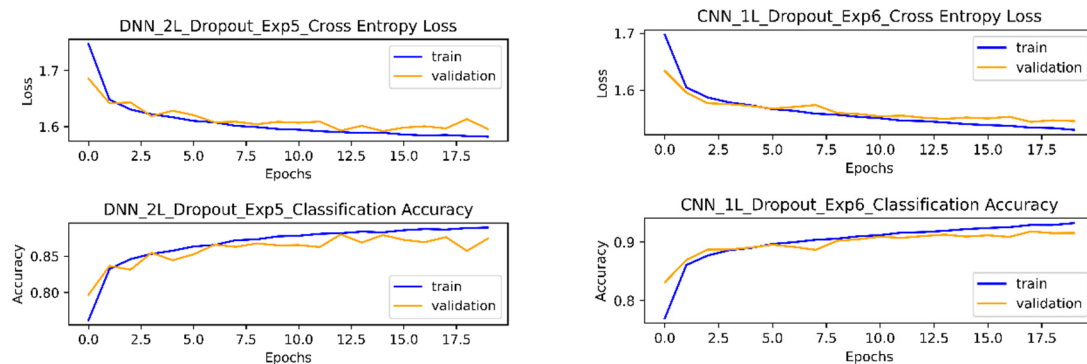 DNN_2L_Dropout_Exp5_Cross Entropy Loss
1.7
1.6
Loss
train
validation
0.0 2.5 5.0 7.5 10.0 12.5 15.0 17.5
Epochs
DNN_2L_Dropout_Exp5_Classification Accuracy
0.85
0.80
Accuracy
train
validation
0.0 2.5 5.0 7.5 10.0 12.5 15.0 17.5
Epochs
CNN_1L_Dropout_Exp6_Cross Entropy Loss
1.7
1.6
Loss
train
validation
0.0 2.5 5.0 7.5 10.0 12.5 15.0 17.5
Epochs
CNN_1L_Dropout_Exp6_Classification Accuracy
0.9
0.8
Accuracy
train
validation
0.0 2.5 5.0 7.5 10.0 12.5 15.0 17.5
Epochs